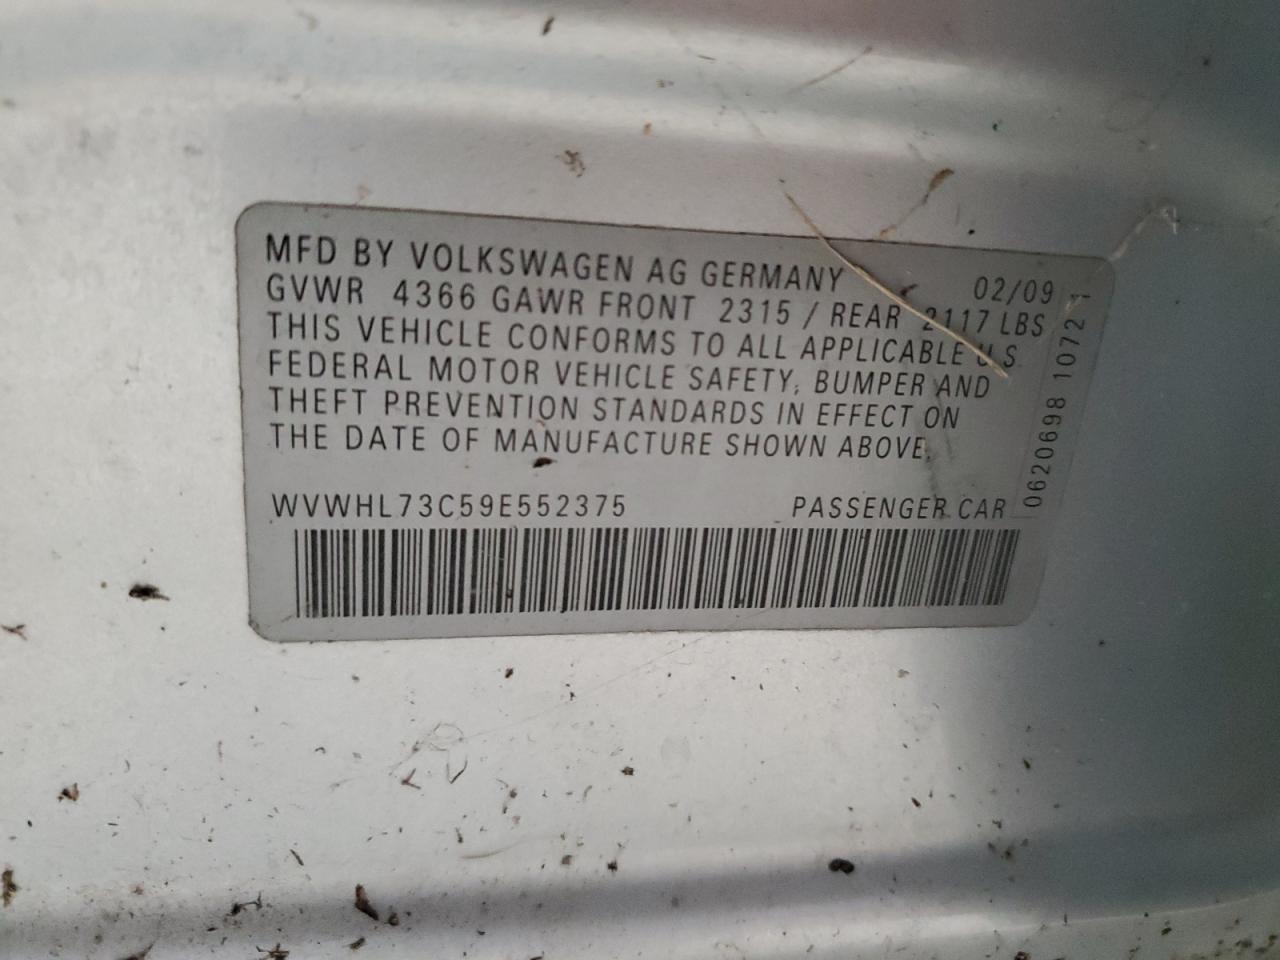 MFD BY VOLKSWAGEN AG GERMANY 02/09
GVWR 4366 GAWR FRONT 2315 / REAR 2117 LBS
THIS VEHICLE CONFORMS TO ALL APPLICABLE U S
FEDERAL MOTOR VEHICLE SAFETY, BUMPER AND
THEFT PREVENTION STANDARDS IN EFFECT ON
THE DATE OF MANUFACTURE SHOWN ABOVE.
WVWHL73C59E552375 PASSENGER CAR
0620698 1072 1